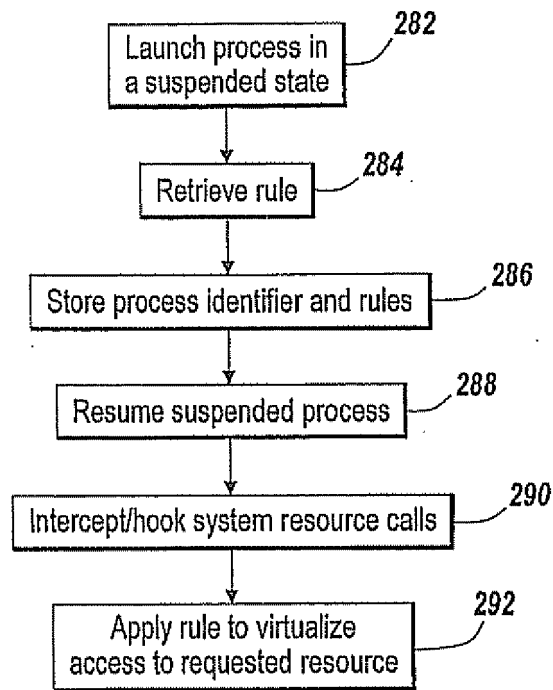 282
Launch process in
a suspended state
284
Retrieve rule
286
Store process identifier and rules
288
Resume suspended process
290
Intercept/hook system resource calls
292
Apply rule to virtualize
access to requested resource